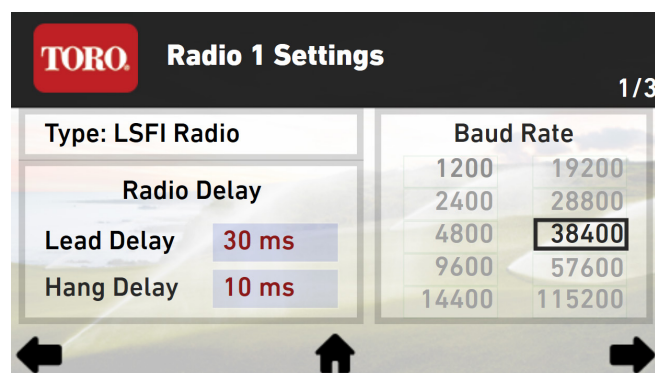 TORO.
Radio 1 Settings
1/3
Type: LSFI Radio
Radio Delay
Lead Delay 30 ms
Hang Delay 10 ms
Baud Rate
1200 19200
2400 28800
4800 38400
9600 57600
14400 115200